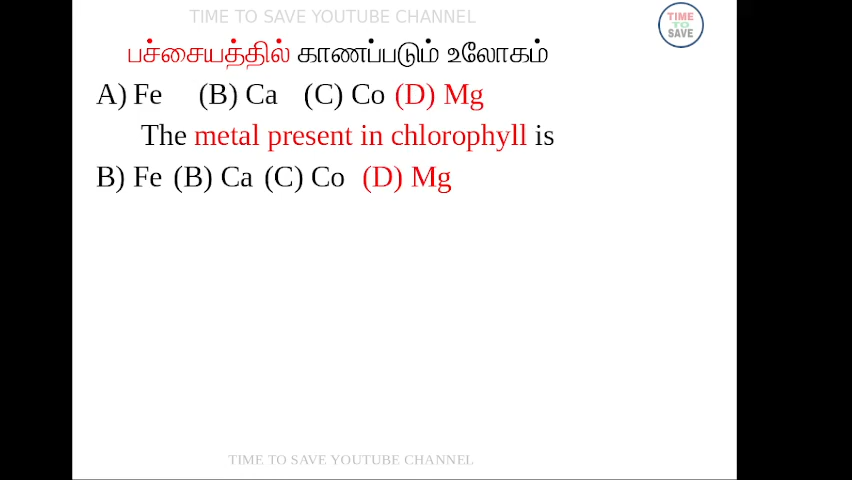 TIME TO SAVE YOUTUBE CHANNEL
TIME
TO
SAVE
பச்சையத்தில் காணப்படும் உலோகம்
A) Fe (B) Ca (C) Co (D) Mg
The metal present in chlorophyll is
B) Fe (B) Ca (C) Co (D) Mg
TIME TO SAVE YOUTUBE CHANNEL